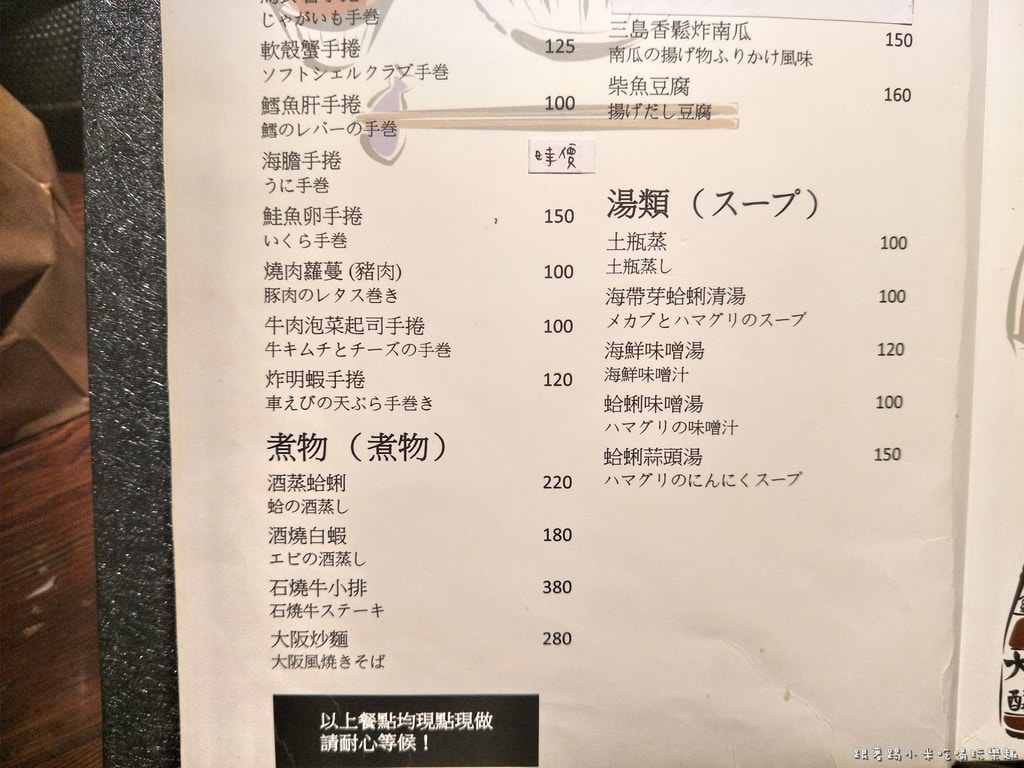 じゃがいも手巻
軟殼蟹手捲 125
ソフトシェルクラブ手巻
鱈魚肝手捲 100
鱈のレバーの手巻
海膽手捲 時價
うに手巻
鮭魚卵手捲 150
いくら手巻
燒肉蘿蔓 (豬肉) 100
豚肉のレタス巻き
牛肉泡菜起司手捲 100
牛キムチとチーズの手巻
炸明蝦手捲 120
車えびの天ぷら手巻き
煮物（煮物）
酒蒸蛤蜊 220
蛤の酒蒸し
酒燒白蝦 180
エビの酒蒸し
石燒牛小排 380
石焼牛ステーキ
大阪炒麵 280
大阪風焼きそば
以上餐點均現點現做
請耐心等候！
三島香鬆炸南瓜 150
南瓜の揚げ物ふりかけ風味
柴魚豆腐 160
揚げだし豆腐
湯類（スープ）
土瓶蒸 100
土瓶蒸し
海帶芽蛤蜊清湯 100
メカブとハマグリのスープ
海鮮味噌湯 120
海鮮味噌汁
蛤蜊味噌湯 100
ハマグリの味噌汁
蛤蜊蒜頭湯 150
ハマグリのにんにくスープ
跟著踢小米吃喝玩樂趣